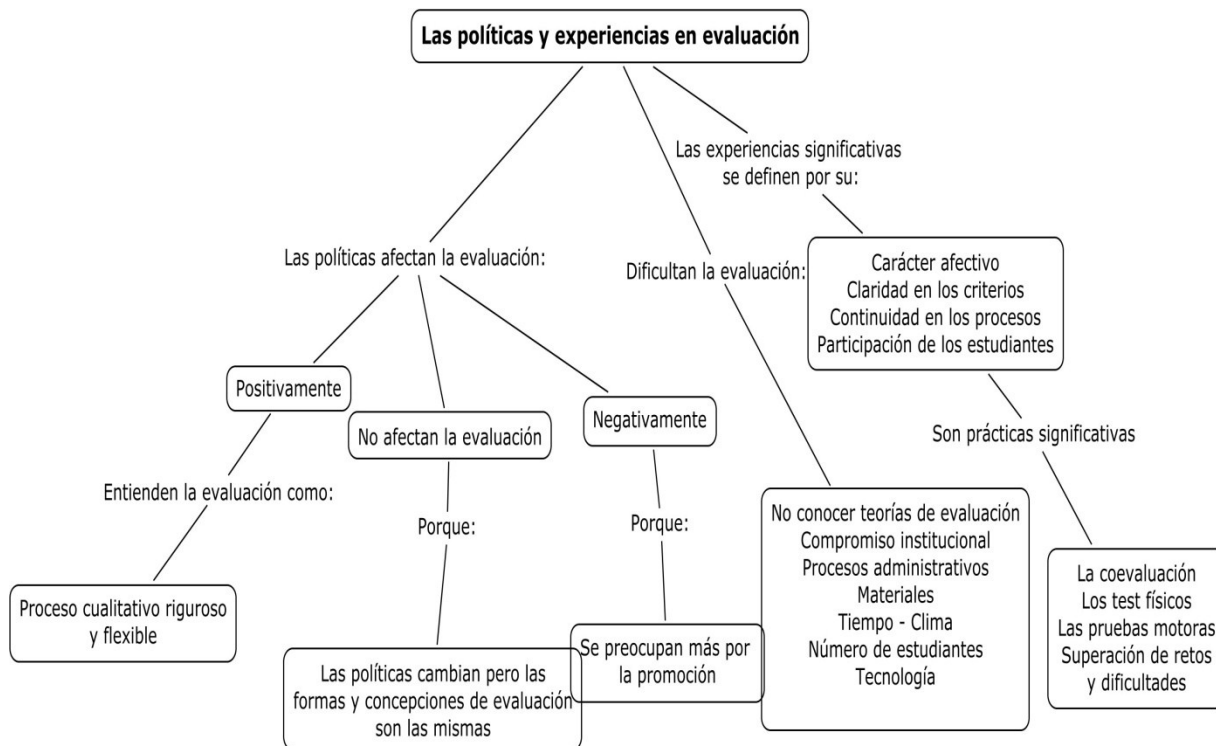 Las políticas y experiencias en evaluación
Las experiencias significativas
se definen por su:
Las políticas afectan la evaluación:
Dificultan la evaluación:
Carácter afectivo
Claridad en los criterios
Continuidad en los procesos
Participación de los estudiantes
Positivamente
No afectan la evaluación
Negativamente
Son prácticas significativas
Entienden la evaluación como:
Porque:
Porque:
No conocer teorías de evaluación
Compromiso institucional
Procesos administrativos
Materiales
Tiempo - Clima
Número de estudiantes
Tecnología
La coevaluación
Los test físicos
Las pruebas motoras
Superación de retos
y dificultades
Proceso cualitativo riguroso
y flexible
Las políticas cambian pero las
formas y concepciones de evaluación
son las mismas
Se preocupan más por
la promoción